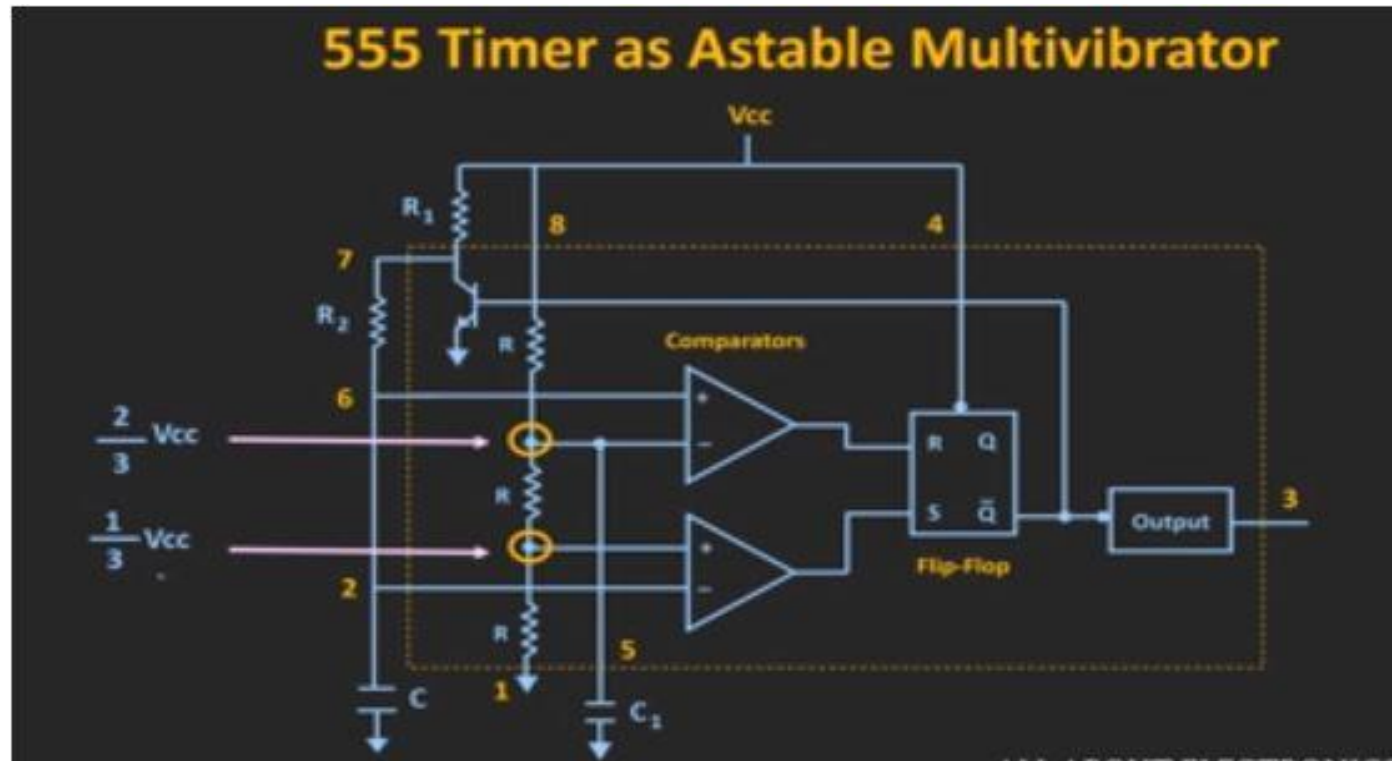 555 Timer as Astable Multivibrator
Vcc
R1
8
4
7
R2
R
Comparators
6
+
2/3 Vcc
−
R Q
R
S Q̅
3
Output
1/3 Vcc
+
Flip-Flop
2
−
R
5
1
C
C1